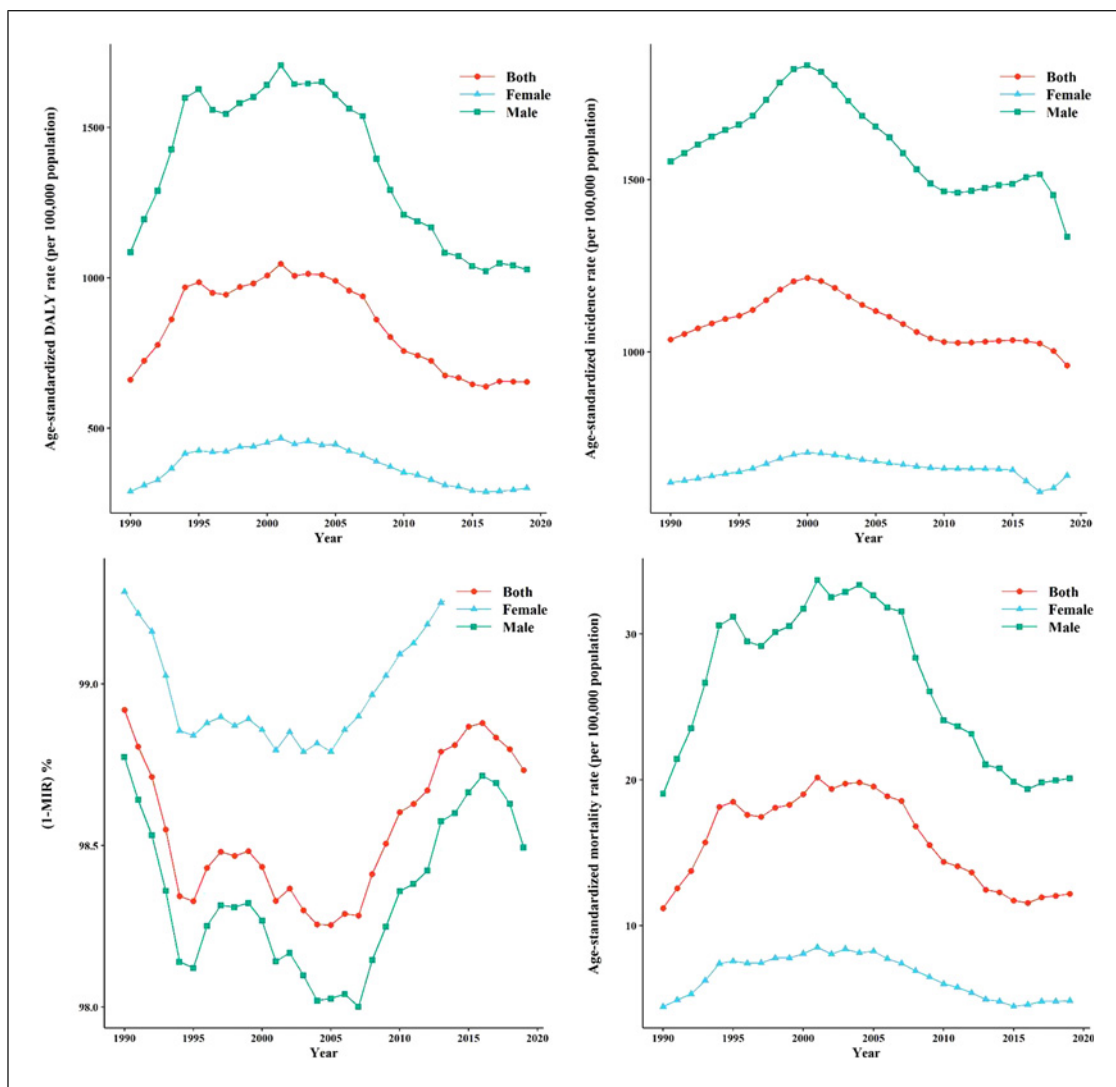 Age-standardized DALY rate (per 100,000 population)
1500
1000
500
Both
Female
Male
1990
1995
2000
2005
2010
2015
2020
Year
Age-standardized incidence rate (per 100,000 population)
1500
1000
Both
Female
Male
1990
1995
2000
2005
2010
2015
2020
Year
(1-MIR) %
99.0
98.5
98.0
Both
Female
Male
1990
1995
2000
2005
2010
2015
2020
Year
Age-standardized mortality rate (per 100,000 population)
30
20
10
Both
Female
Male
1990
1995
2000
2005
2010
2015
2020
Year